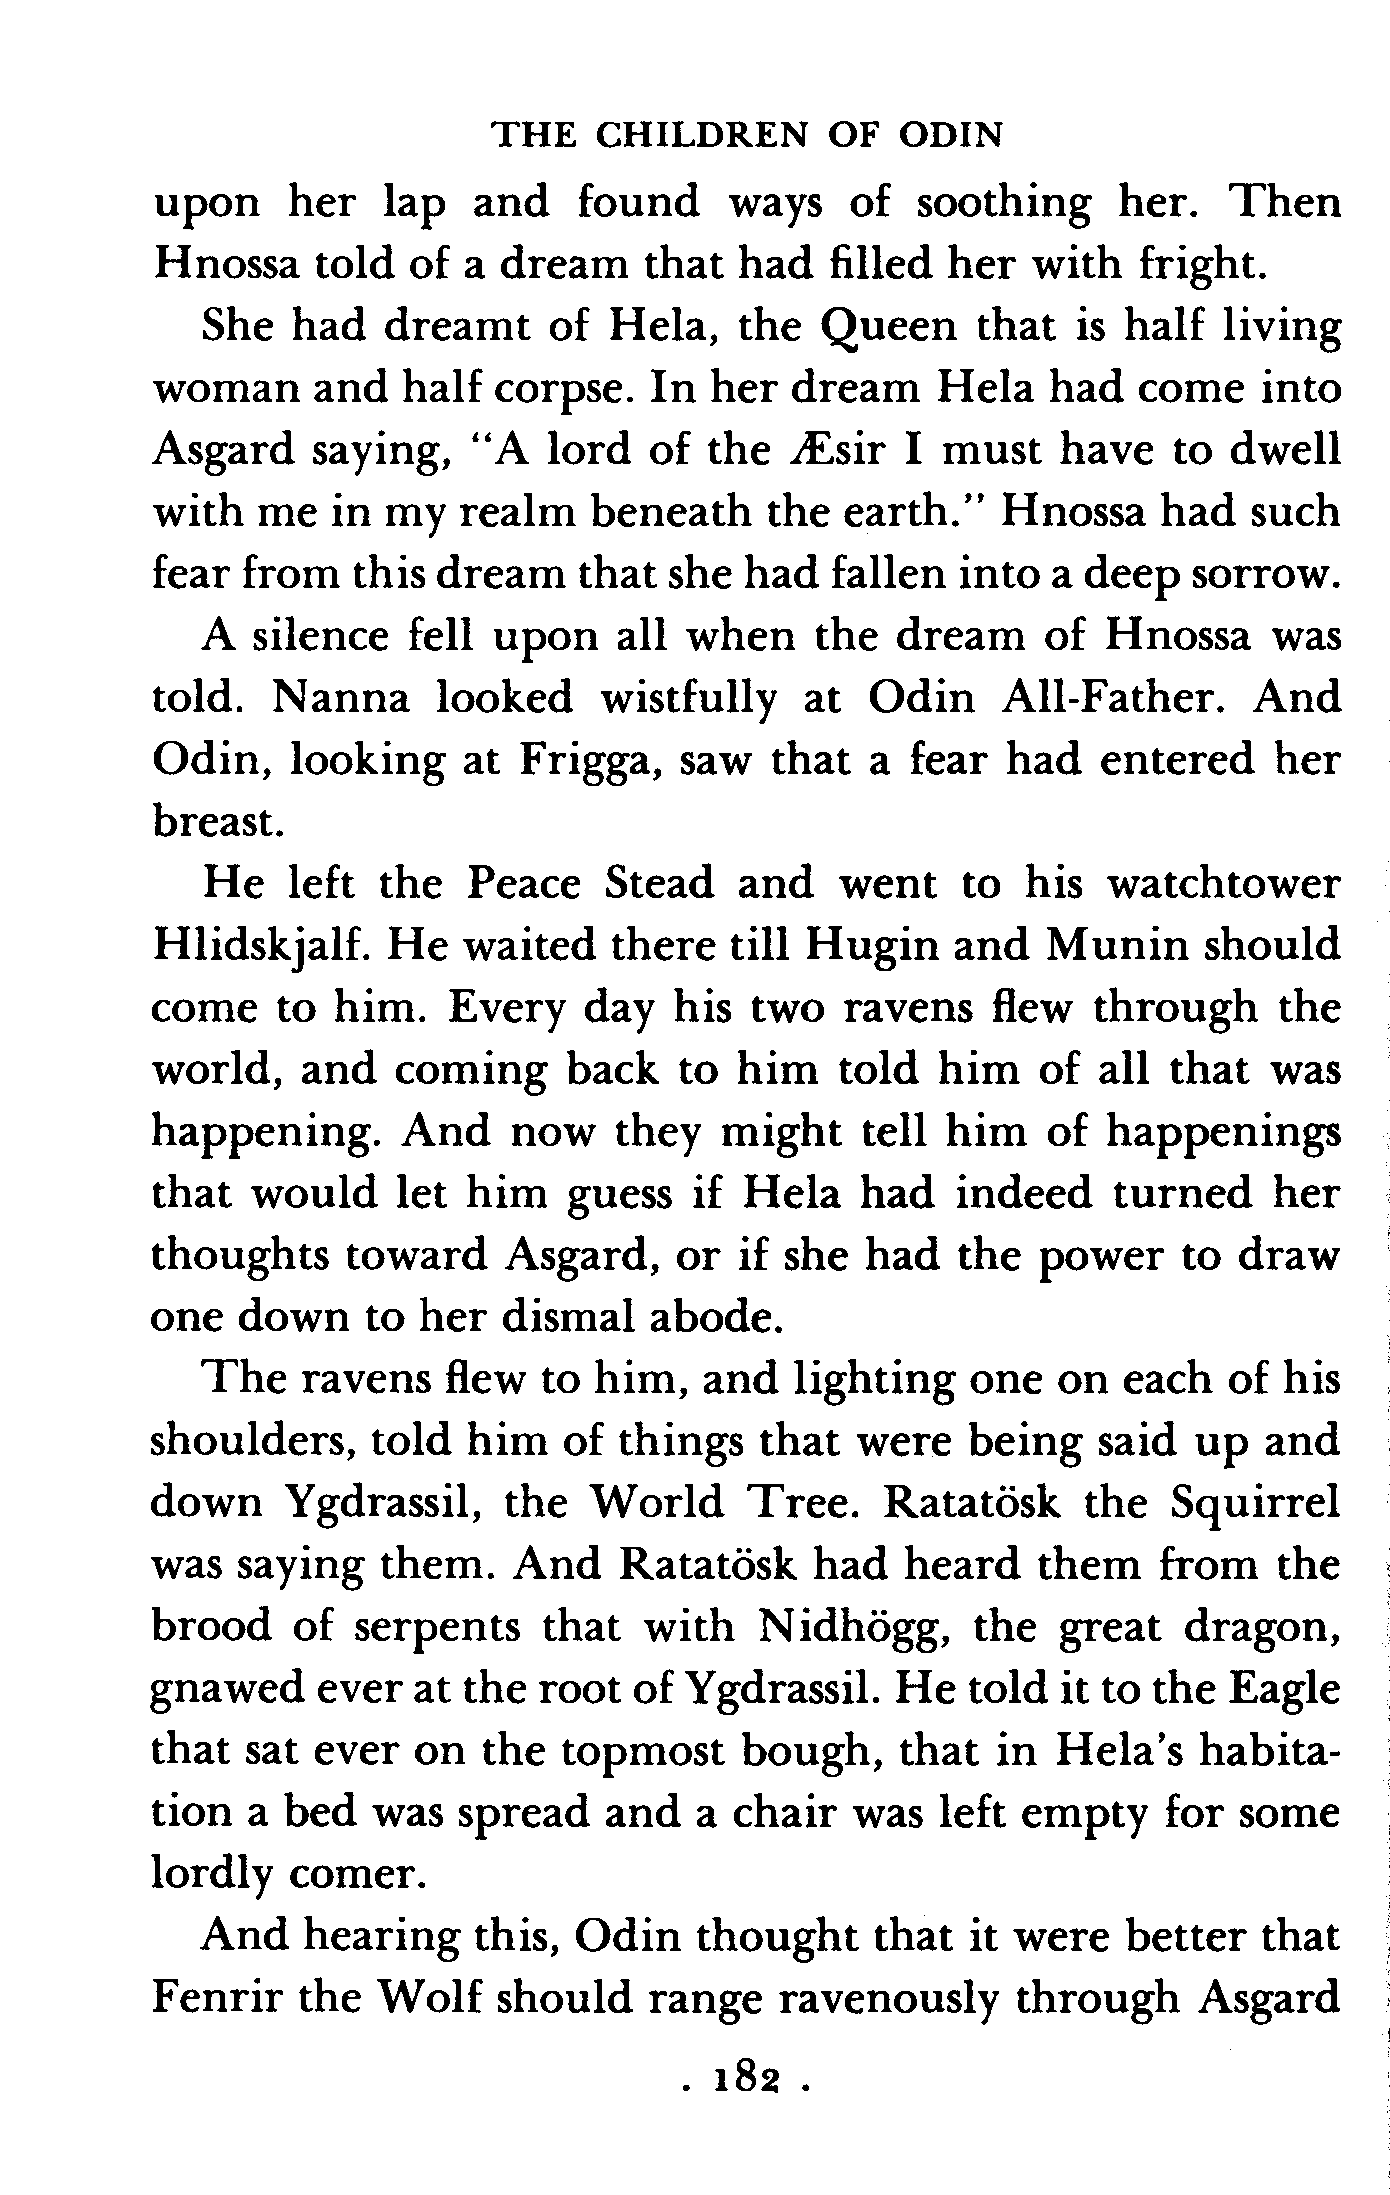 THE CHILDREN OF ODIN
upon her lap and found ways of soothing her. Then
Hnossa told of a dream that had filled her with fright.
She had dreamt of Hela, the Queen that is half living
woman and half corpse. In her dream Hela had come into
Asgard saying, "A lord of the Æsir I must have to dwell
with me in my realm beneath the earth." Hnossa had such
fear from this dream that she had fallen into a deep sorrow.
A silence fell upon all when the dream of Hnossa was
told. Nanna looked wistfully at Odin All-Father. And
Odin, looking at Frigga, saw that a fear had entered her
breast.
He left the Peace Stead and went to his watchtower
Hlidskjalf. He waited there till Hugin and Munin should
come to him. Every day his two ravens flew through the
world, and coming back to him told him of all that was
happening. And now they might tell him of happenings
that would let him guess if Hela had indeed turned her
thoughts toward Asgard, or if she had the power to draw
one down to her dismal abode.
The ravens flew to him, and lighting one on each of his
shoulders, told him of things that were being said up and
down Ygdrassil, the World Tree. Ratatösk the Squirrel
was saying them. And Ratatösk had heard them from the
brood of serpents that with Nidhögg, the great dragon,
gnawed ever at the root of Ygdrassil. He told it to the Eagle
that sat ever on the topmost bough, that in Hela's habita-
tion a bed was spread and a chair was left empty for some
lordly comer.
And hearing this, Odin thought that it were better that
Fenrir the Wolf should range ravenously through Asgard
. 182 .